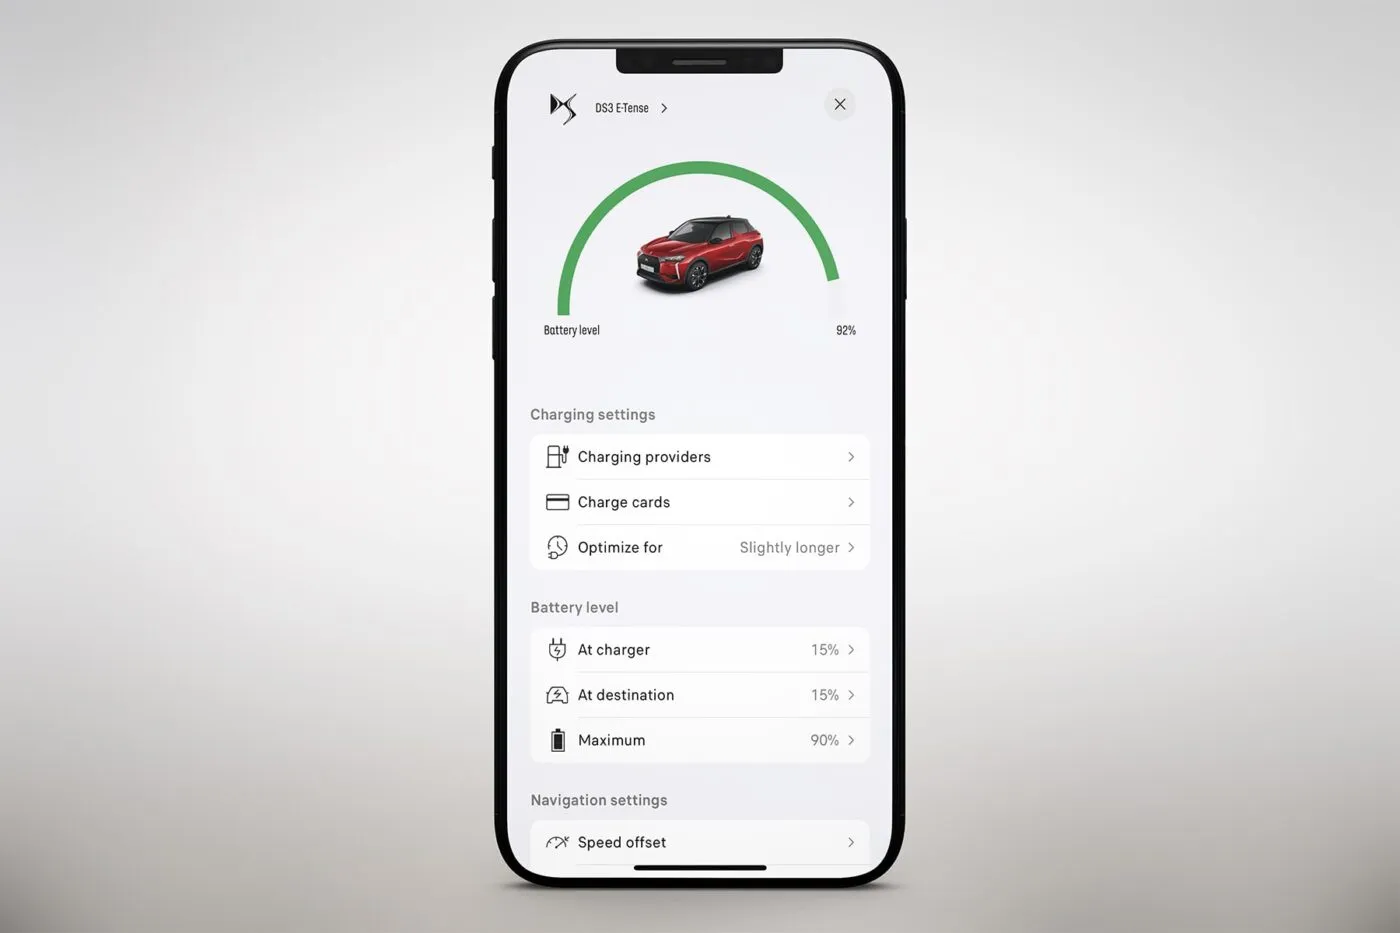 DS3 E-Tense
Battery level 92%
Charging settings
Charging providers
Charge cards
Optimize for Slightly longer
Battery level
At charger 15%
At destination 15%
Maximum 90%
Navigation settings
Speed offset